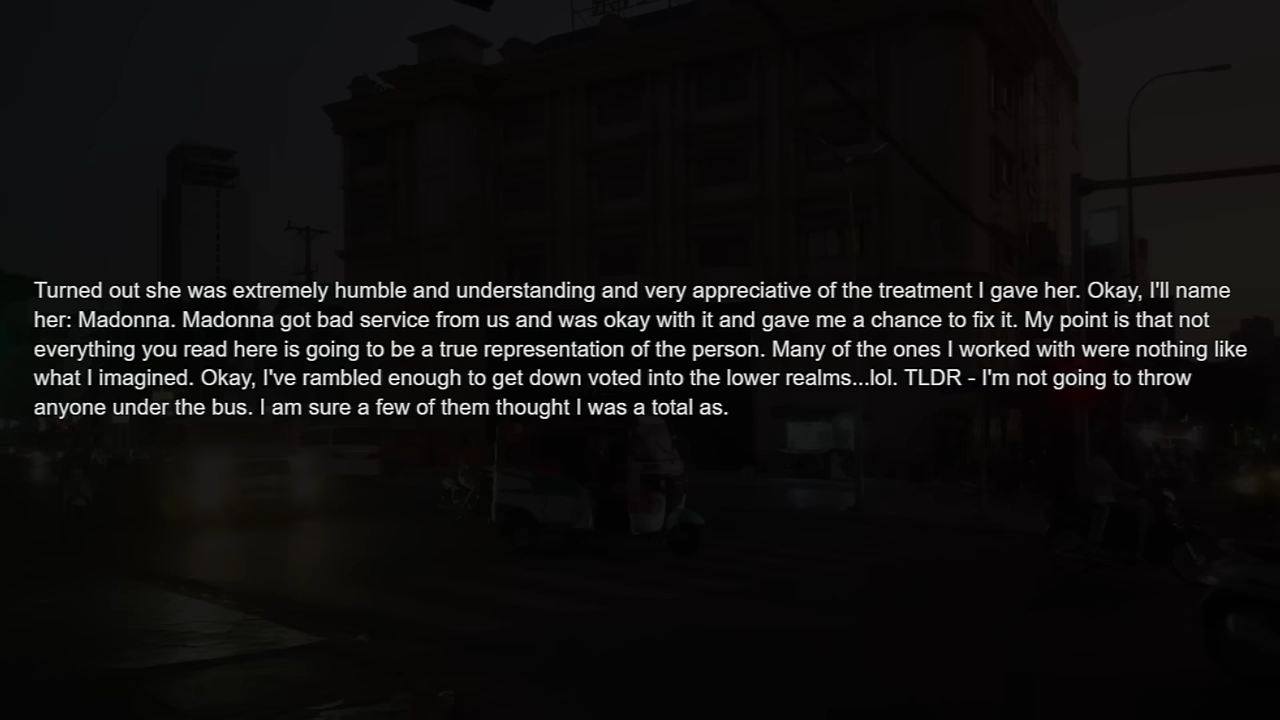 Turned out she was extremely humble and understanding and very appreciative of the treatment I gave her. Okay, I'll name
her: Madonna. Madonna got bad service from us and was okay with it and gave me a chance to fix it. My point is that not
everything you read here is going to be a true representation of the person. Many of the ones I worked with were nothing like
what I imagined. Okay, I've rambled enough to get down voted into the lower realms...lol. TLDR - I'm not going to throw
anyone under the bus. I am sure a few of them thought I was a total as.